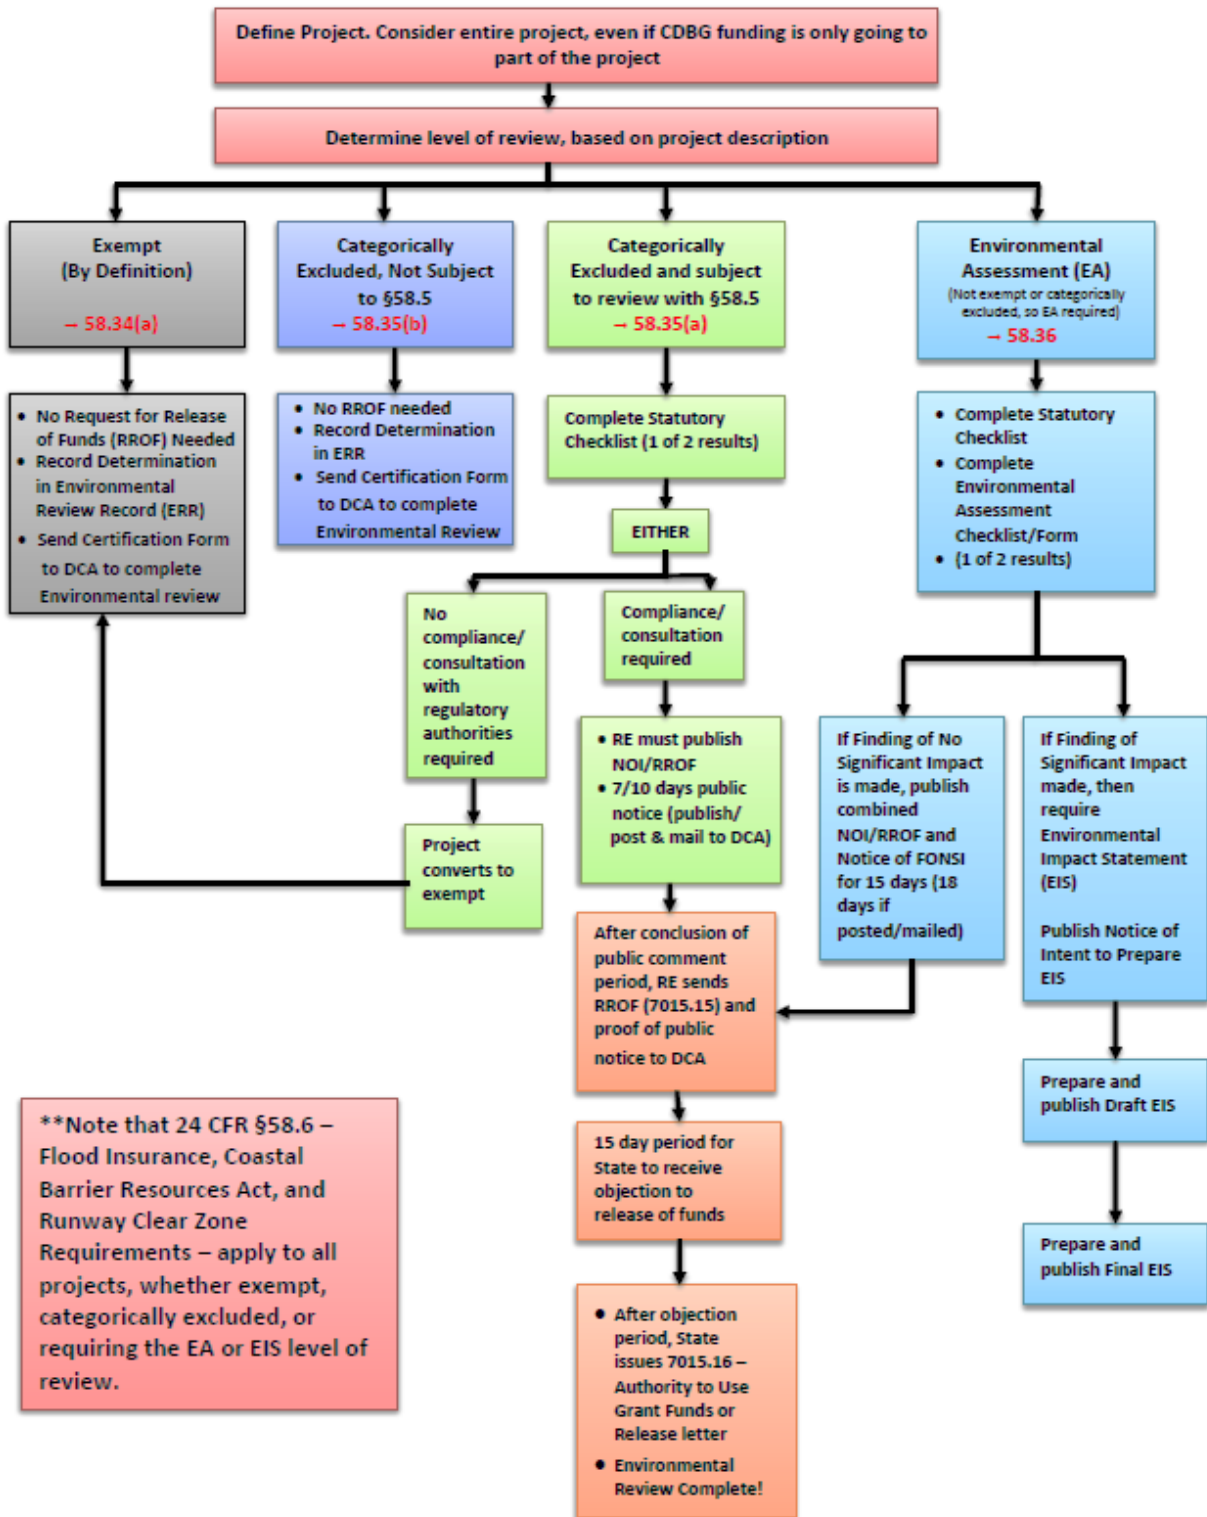 Define Project. Consider entire project, even if CDBG funding is only going to
part of the project
Determine level of review, based on project description
Exempt
(By Definition)
→ 58.34(a)
Categorically
Excluded, Not Subject
to §58.5
→ 58.35(b)
Categorically
Excluded and subject
to review with §58.5
→ 58.35(a)
Environmental
Assessment (EA)
(Not exempt or categorically
excluded, so EA required)
→ 58.36
• No Request for Release
of Funds (RROF) Needed
• Record Determination
in Environmental
Review Record (ERR)
• Send Certification Form
to DCA to complete
Environmental review
• No RROF needed
• Record Determination
in ERR
• Send Certification Form
to DCA to complete
Environmental Review
Complete Statutory
Checklist (1 of 2 results)
EITHER
No
compliance/
consultation
with
regulatory
authorities
required
Project
converts to
exempt
Compliance/
consultation
required
• RE must publish
NOI/RROF
• 7/10 days public
notice (publish/
post & mail to DCA)
• Complete Statutory
Checklist
• Complete
Environmental
Assessment
Checklist/Form
• (1 of 2 results)
If Finding of No
Significant Impact
is made, publish
combined
NOI/RROF and
Notice of FONSI
for 15 days (18
days if
posted/mailed)
If Finding of
Significant Impact
made, then
require
Environmental
Impact Statement
(EIS)
Publish Notice of
Intent to Prepare
EIS
After conclusion of
public comment
period, RE sends
RROF (7015.15) and
proof of public
notice to DCA
15 day period for
State to receive
objection to
release of funds
• After objection
period, State
issues 7015.16 –
Authority to Use
Grant Funds or
Release letter
• Environmental
Review Complete!
Prepare and
publish Draft EIS
Prepare and
publish Final EIS
**Note that 24 CFR §58.6 –
Flood Insurance, Coastal
Barrier Resources Act, and
Runway Clear Zone
Requirements – apply to all
projects, whether exempt,
categorically excluded, or
requiring the EA or EIS level of
review.